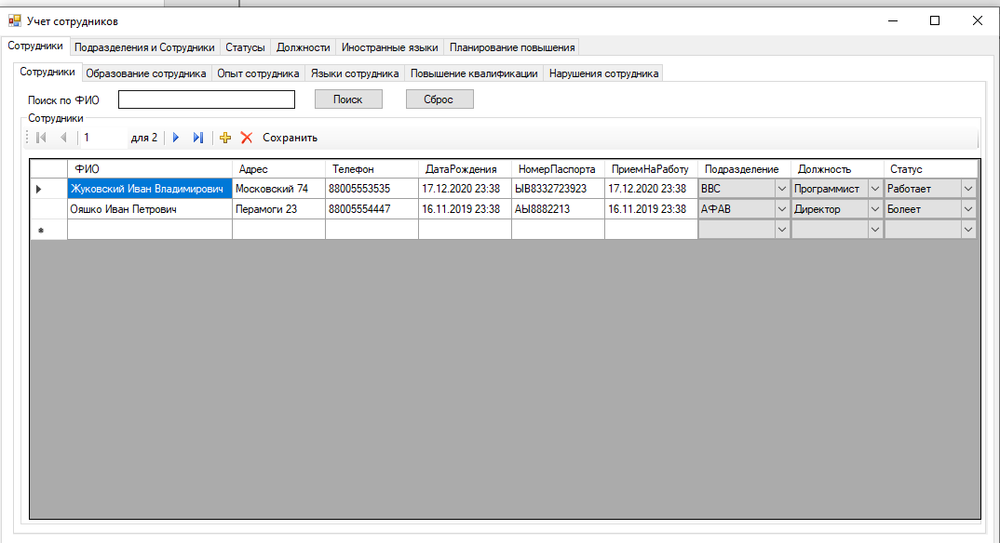 Учет сотрудников
Сотрудники Подразделения и Сотрудники Статусы Должности Иностранные языки Планирование повышения
Сотрудники Образование сотрудника Опыт сотрудника Языки сотрудника Повышение квалификации Нарушения сотрудника
Поиск по ФИО Поиск Сброс
Сотрудники
1 для 2 Сохранить
ФИО Адрес Телефон ДатаРождения НомерПаспорта ПриемНаРаботу Подразделение Должность Статус
Жуковский Иван Владимирович Московский 74 88005553535 17.12.2020 23:38 ЫВ8332723923 17.12.2020 23:38 ВВС Программист Работает
Ояшко Иван Петрович Перамоги 23 88005554447 16.11.2019 23:38 АЫ8882213 16.11.2019 23:38 АФАВ Директор Болеет